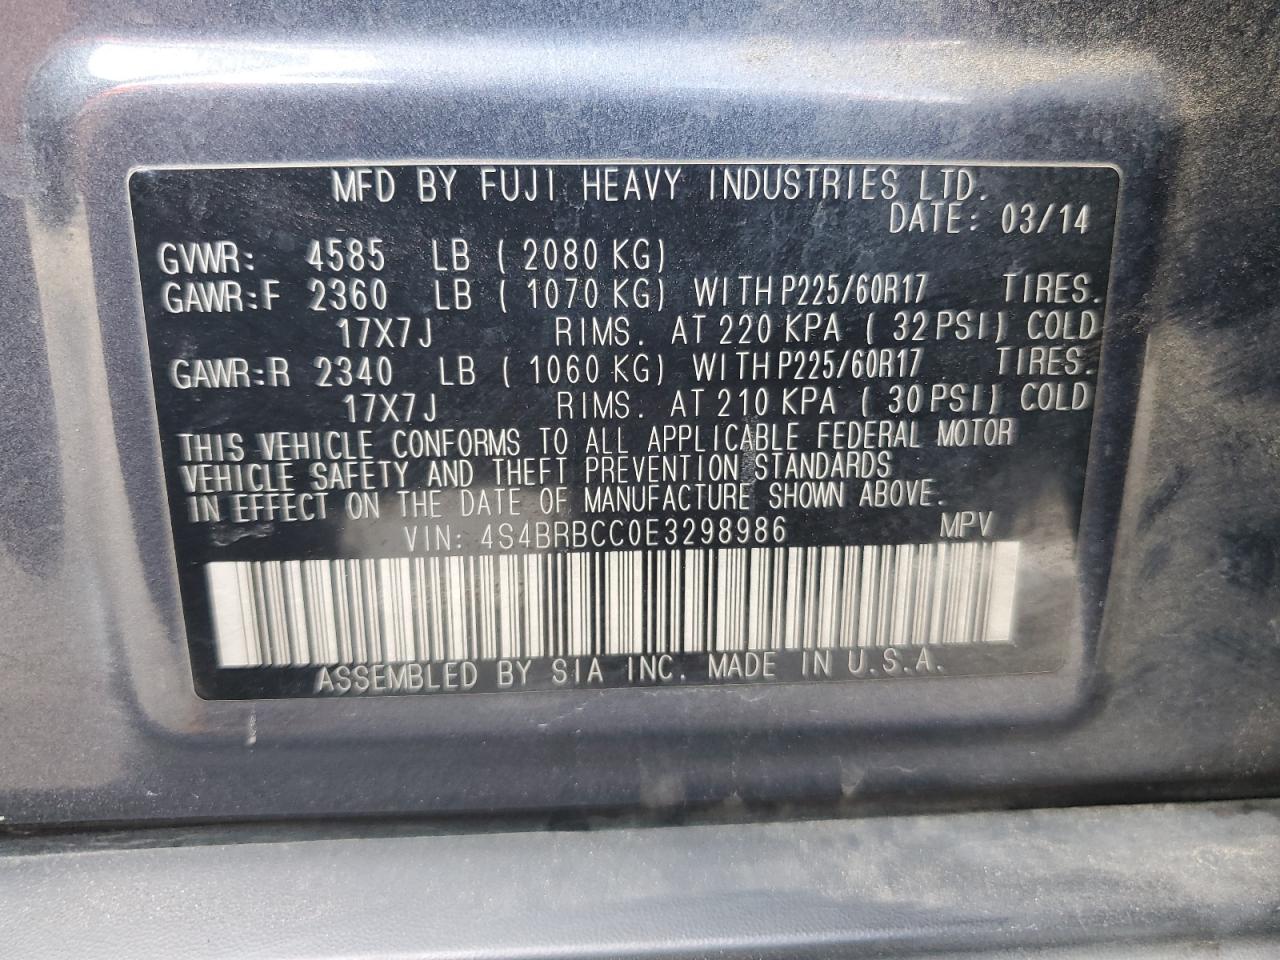 MFD BY FUJI HEAVY INDUSTRIES LTD.
DATE: 03/14
GVWR: 4585 LB ( 2080 KG)
GAWR:F 2360 LB ( 1070 KG) WITH P225/60R17 TIRES.
17X7J RIMS. AT 220 KPA ( 32 PSI) COLD
GAWR:R 2340 LB ( 1060 KG) WITH P225/60R17 TIRES.
17X7J RIMS. AT 210 KPA ( 30 PSI) COLD
THIS VEHICLE CONFORMS TO ALL APPLICABLE FEDERAL MOTOR
VEHICLE SAFETY AND THEFT PREVENTION STANDARDS
IN EFFECT ON THE DATE OF MANUFACTURE SHOWN ABOVE.
VIN: 4S4BRBCC0E3298986 MPV
ASSEMBLED BY SIA INC. MADE IN U.S.A.